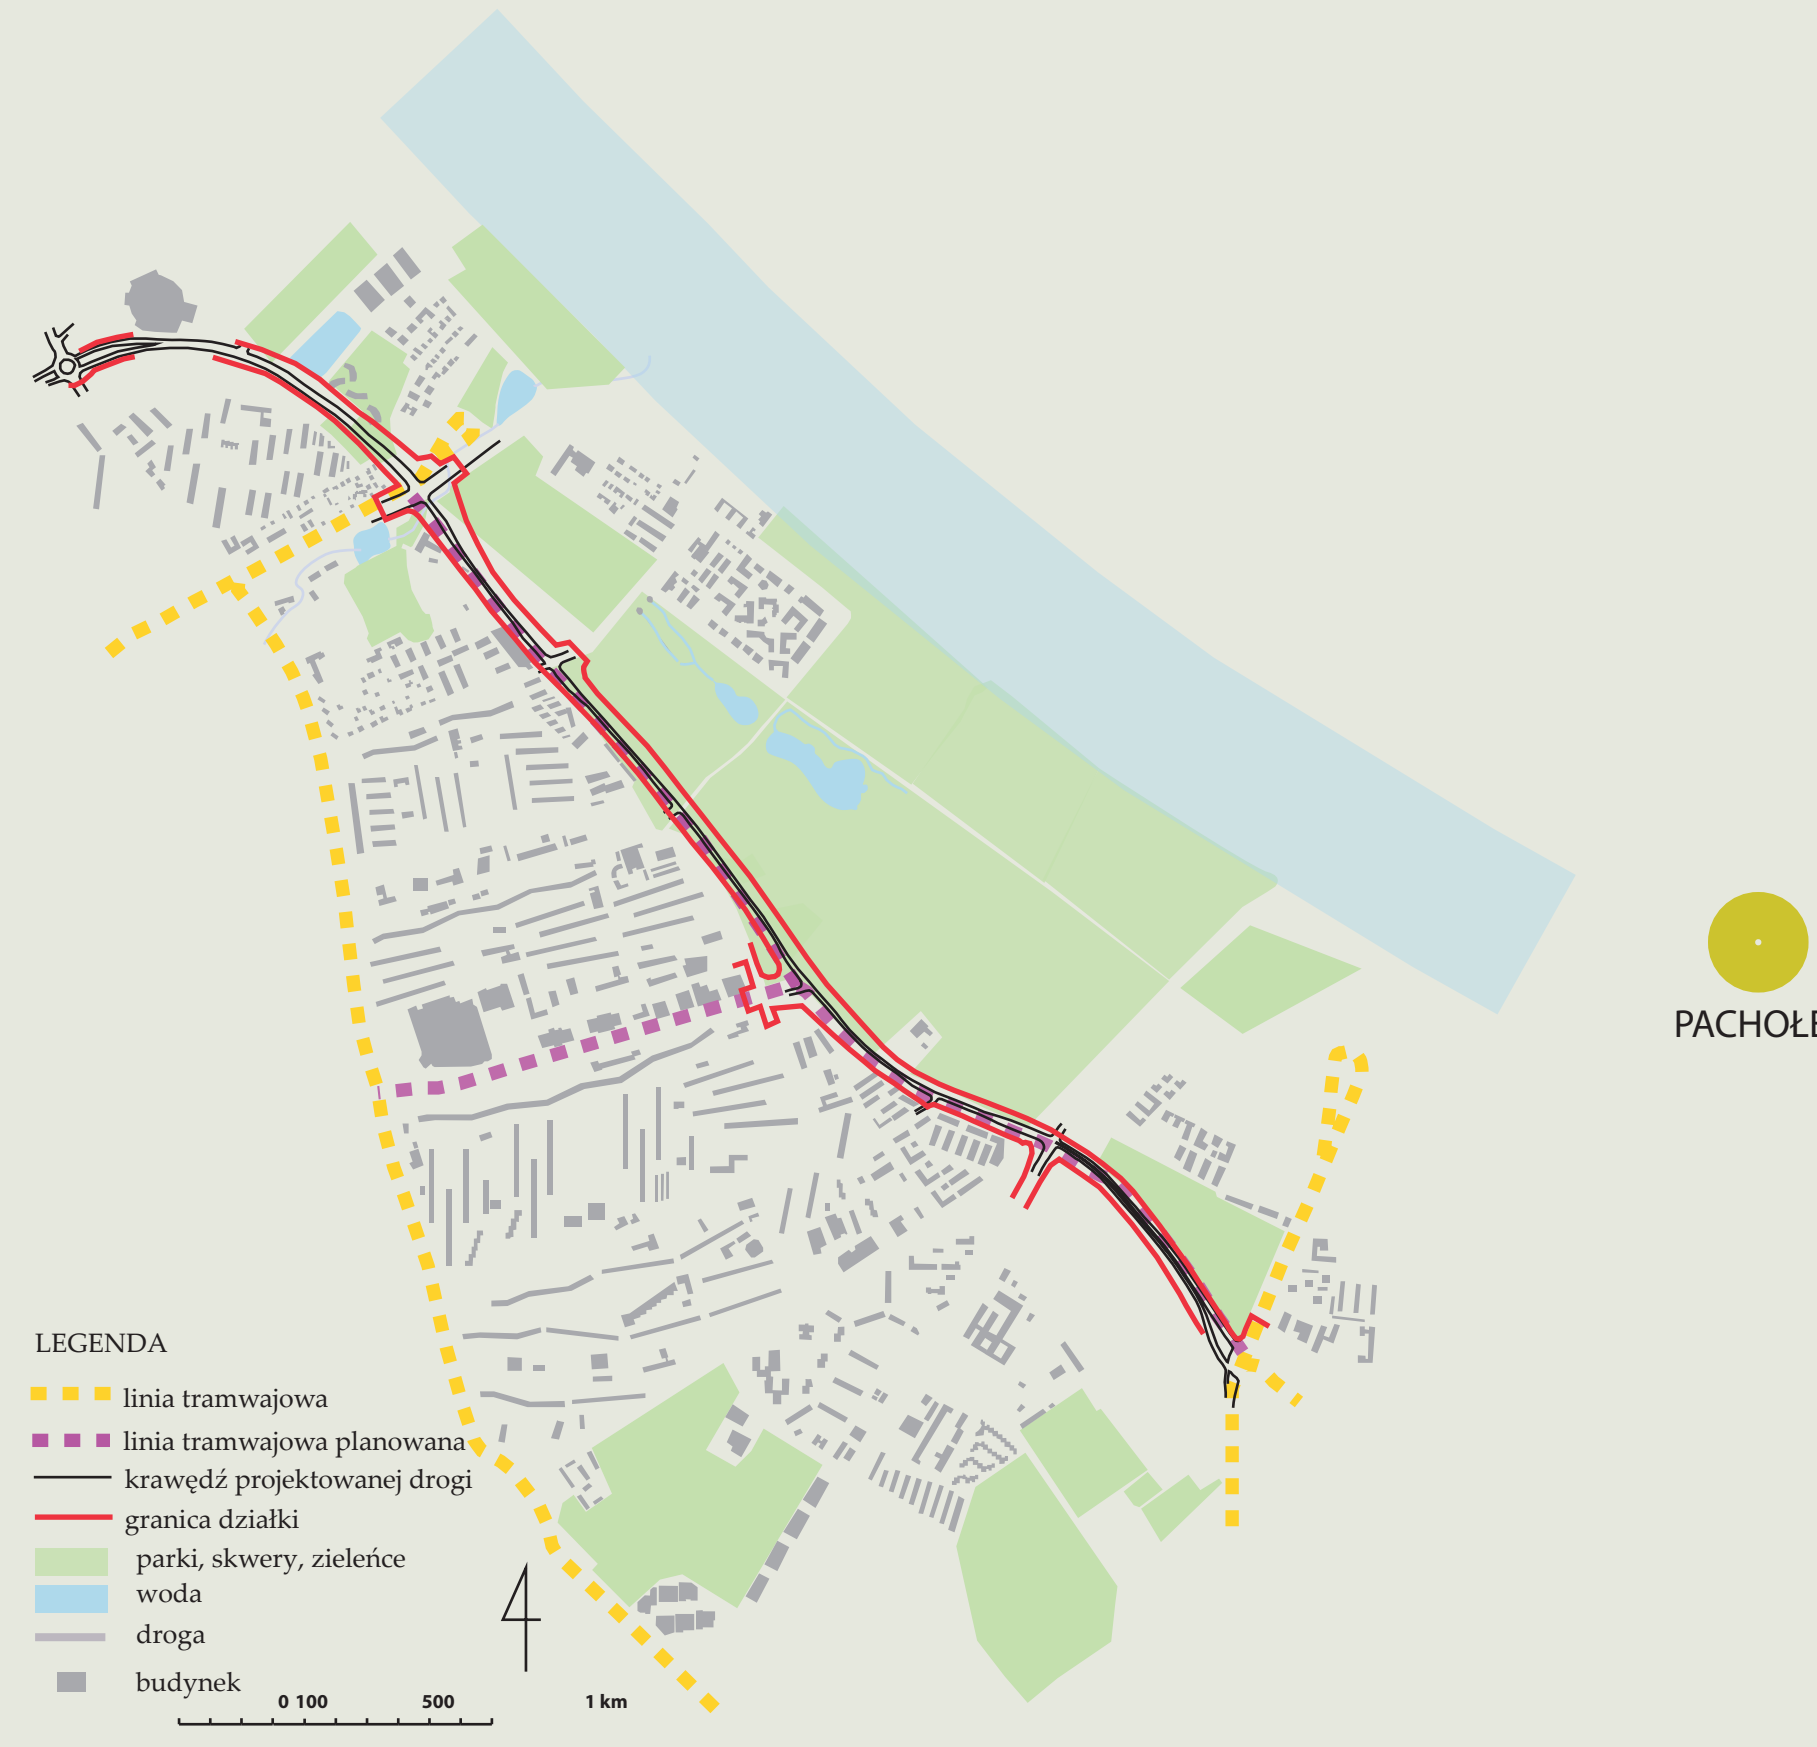 PACHOŁE
LEGENDA
linia tramwajowa
linia tramwajowa planowana
krawędź projektowanej drogi
granica działki
parki, skwery, zieleńce
woda
droga
budynek
0 100 500 1 km